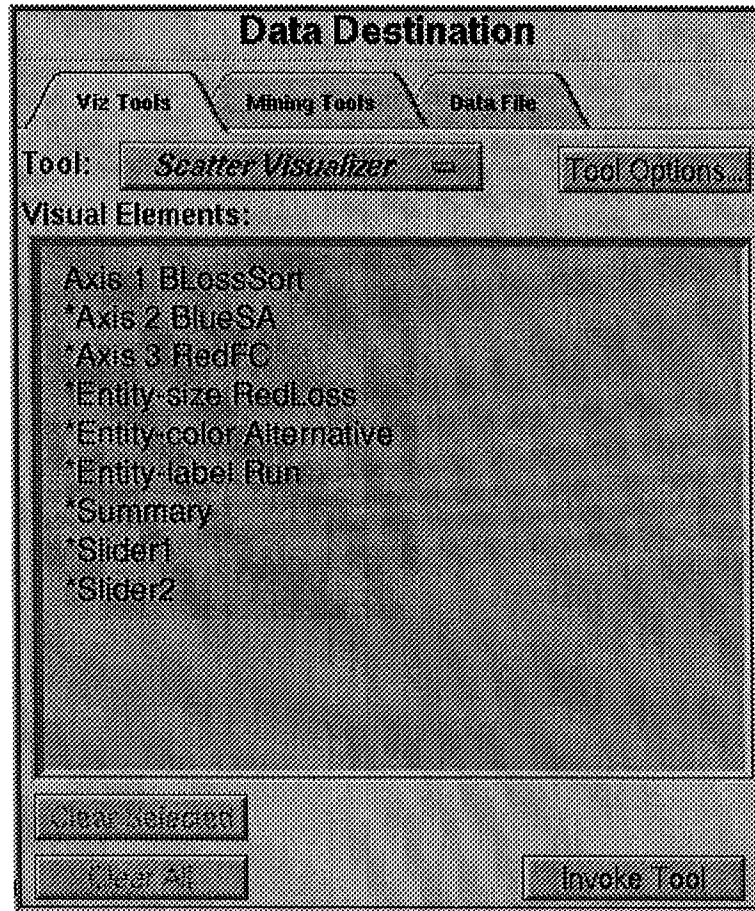 Data Destination
Viz Tools Mining Tools Data File
Tool: Scatter Visualizer Tool Options...
Visual Elements:
Axis 1 BLossSort
*Axis 2 BlueSA
*Axis 3 RedFC
*Entity-size RedLoss
*Entity-color Alternative
*Entity-label Run
*Summary
*Slider1
*Slider2
Clear Selected
Clear All Invoke Tool